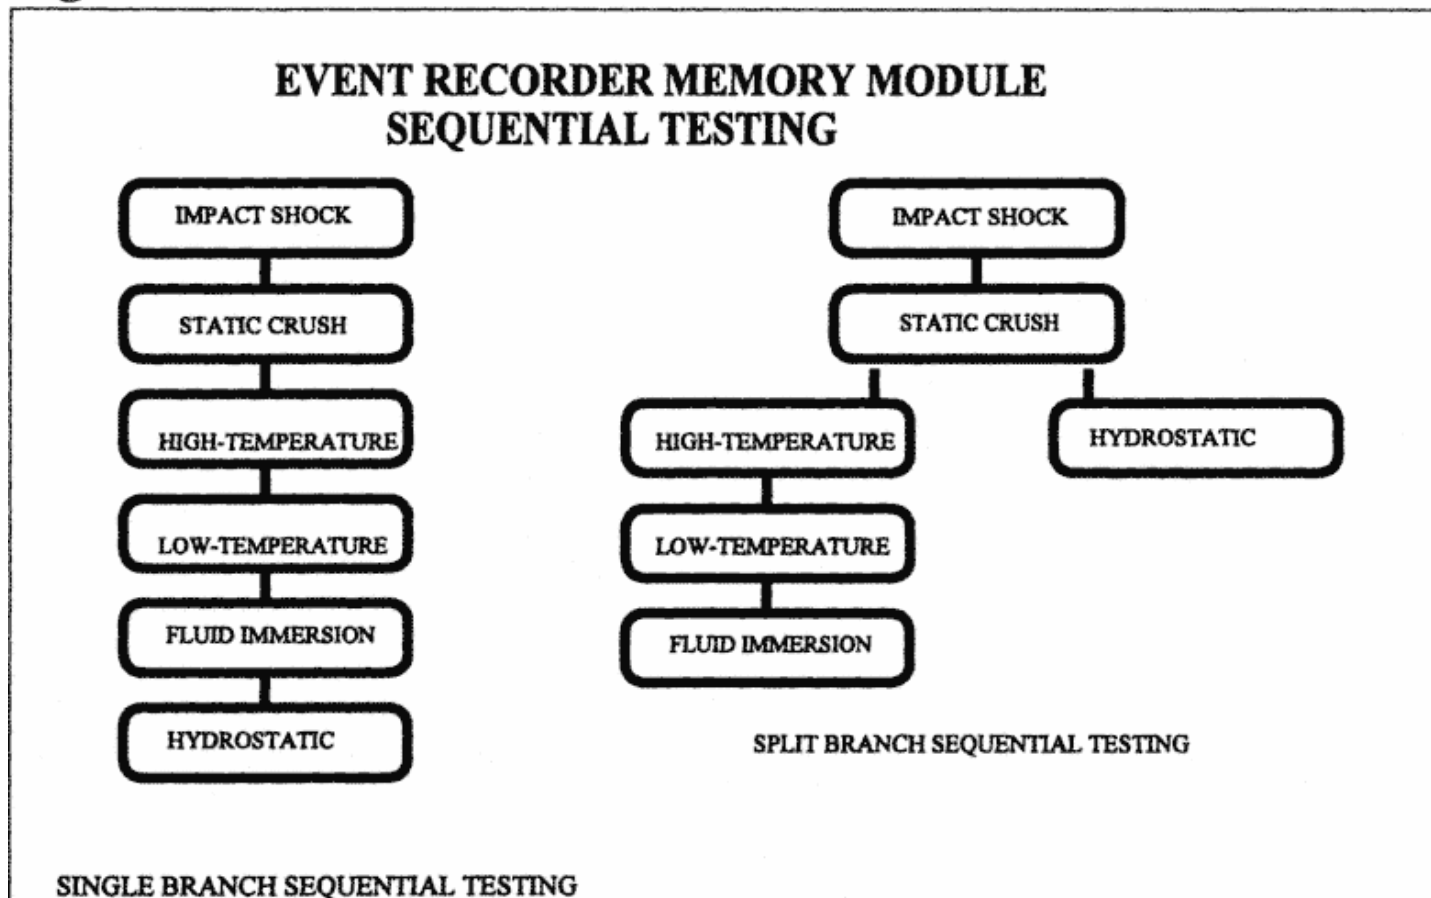 EVENT RECORDER MEMORY MODULE
SEQUENTIAL TESTING
IMPACT SHOCK
STATIC CRUSH
HIGH-TEMPERATURE
LOW-TEMPERATURE
FLUID IMMERSION
HYDROSTATIC
SINGLE BRANCH SEQUENTIAL TESTING
IMPACT SHOCK
STATIC CRUSH
HIGH-TEMPERATURE
LOW-TEMPERATURE
FLUID IMMERSION
HYDROSTATIC
SPLIT BRANCH SEQUENTIAL TESTING